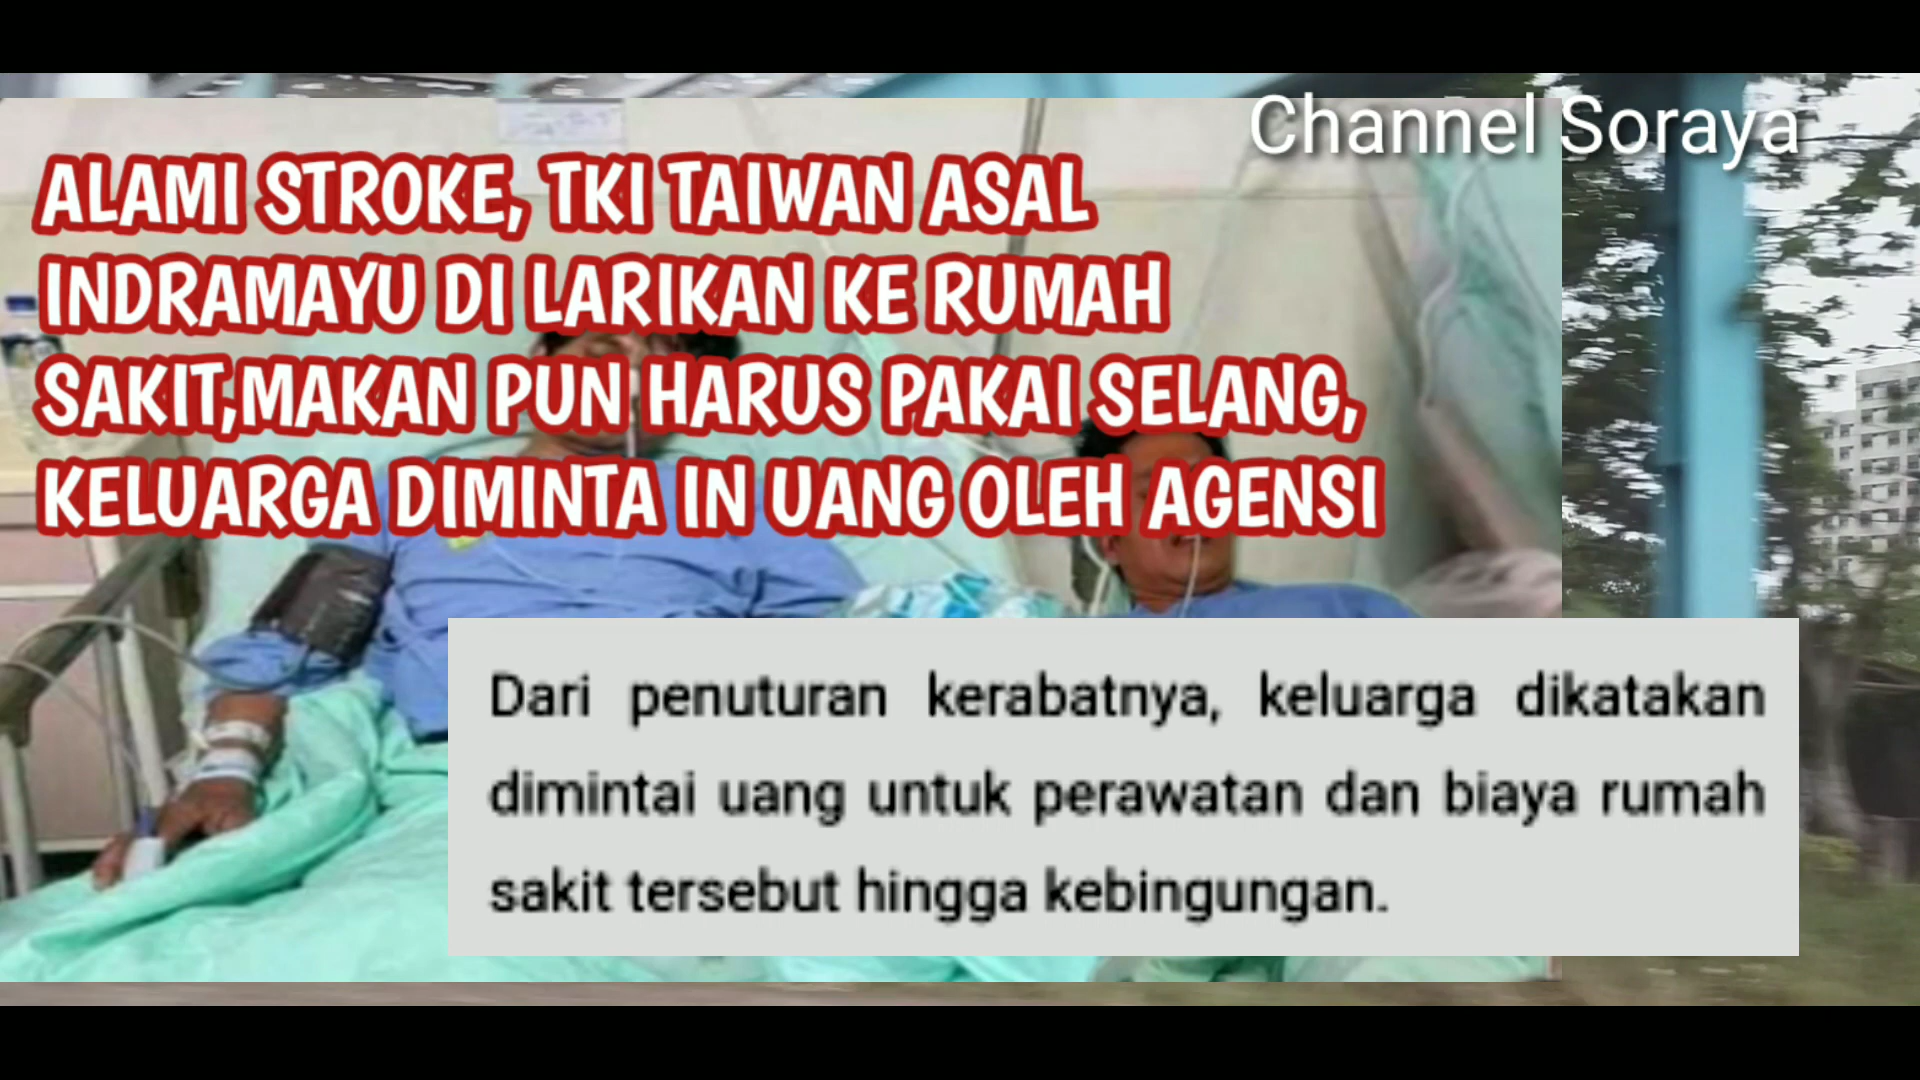 Channel Soraya
ALAMI STROKE, TKI TAIWAN ASAL
INDRAMAYU DI LARIKAN KE RUMAH
SAKIT,MAKAN PUN HARUS PAKAI SELANG,
KELUARGA DIMINTA IN UANG OLEH AGENSI
Dari penuturan kerabatnya, keluarga dikatakan
dimintai uang untuk perawatan dan biaya rumah
sakit tersebut hingga kebingungan.